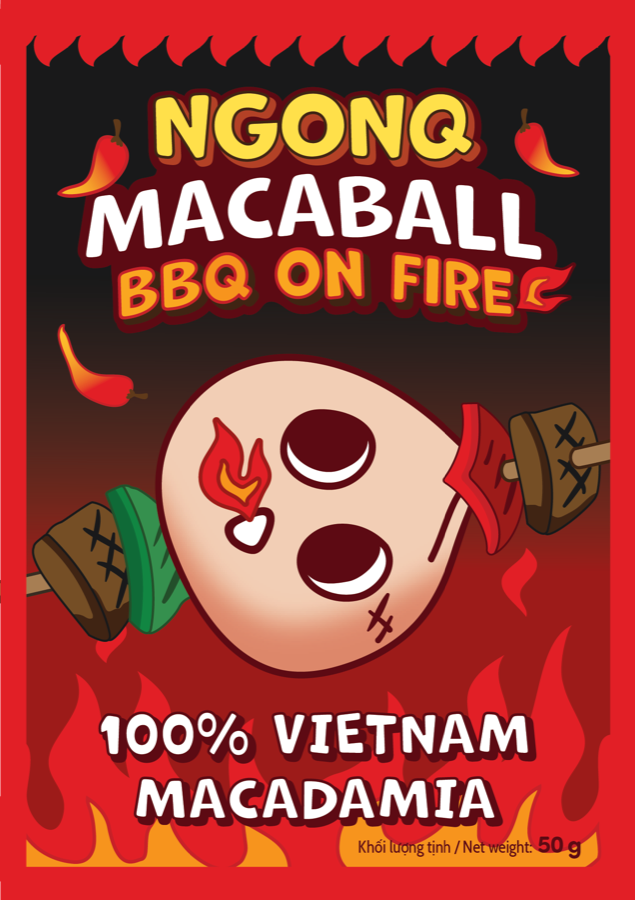 NGONQ
MACABALL
BBQ ON FIRE
100% VIETNAM
MACADAMIA
Khối lượng tịnh / Net weight: 50 g